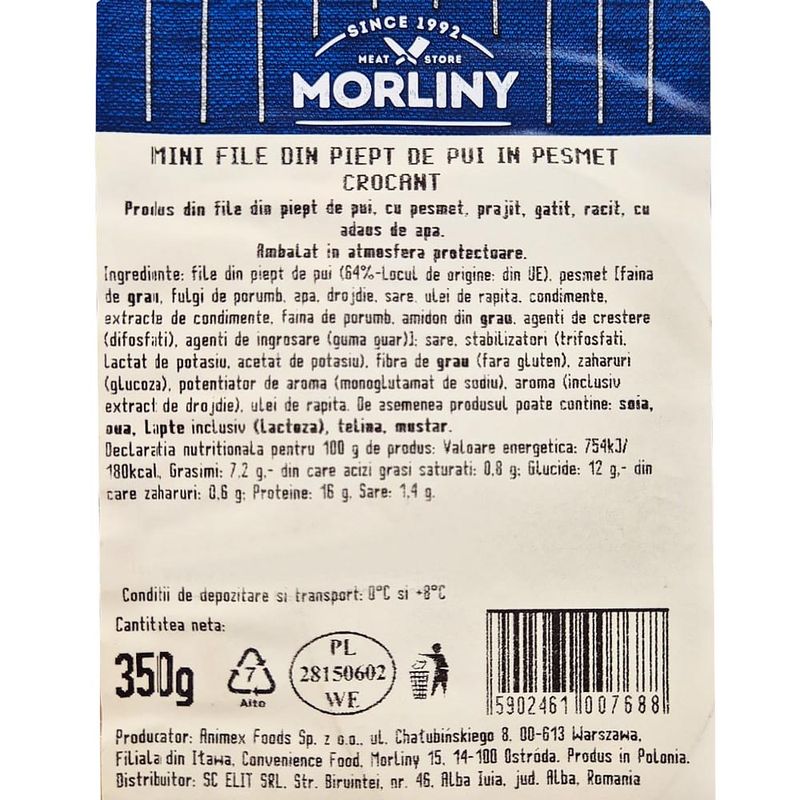 SINCE 1992
MEAT STORE
MORLINY
MINI FILE DIN PIEPT DE PUI IN PESMET
CROCANT
Produs din file din piept de pui, cu pesmet, prajit, gatit, racit, cu
adaos de apa.
Ambalat in atmosfera protectoare.
Ingrediente: file din piept de pui (64%-Locul de origine: din UE), pesmet [faina
de grau, fulgi de porumb, apa, drojdie, sare, ulei de rapita, condimente,
extracte de condimente, faina de porumb, amidon din grau, agenti de crestere
(difosfati), agenti de ingrosare (guma guar)]; sare, stabilizatori (trifosfati,
Lactat de potasiu, acetat de potasiu), fibra de grau (fara gluten), zaharuri
(glucoza), potentiator de aroma (monoglutamat de sodiu), aroma (inclusiv
extract de drojdie), ulei de rapita. De asemenea produsul poate contine: soia,
oua, Lapte inclusiv (lactoza), telina, mustar.
Declaratia nutritionala pentru 100 g de produs: Valoare energetica: 754kJ/
180kcal, Grasimi: 7,2 g,- din care acizi grasi saturati: 0,8 g; Glucide: 12 g,- din
care zaharuri: 0,6 g; Proteine: 16 g, Sare: 1,4 g.
Conditii de depozitare si transport: 0°C si +8°C
Cantitatea neta:
350g
7
Alte
PL
28150602
WE
5902461 007688
Producator: Animex Foods Sp. z o.o., ul. Chałubińskiego 8, 00-613 Warszawa,
Filiala din Iława, Convenience Food, Morliny 15, 14-100 Ostróda. Produs in Polonia.
Distribuitor: SC ELIT SRL. Str. Biruintei, nr. 46, Alba Iulia, jud. Alba, Romania